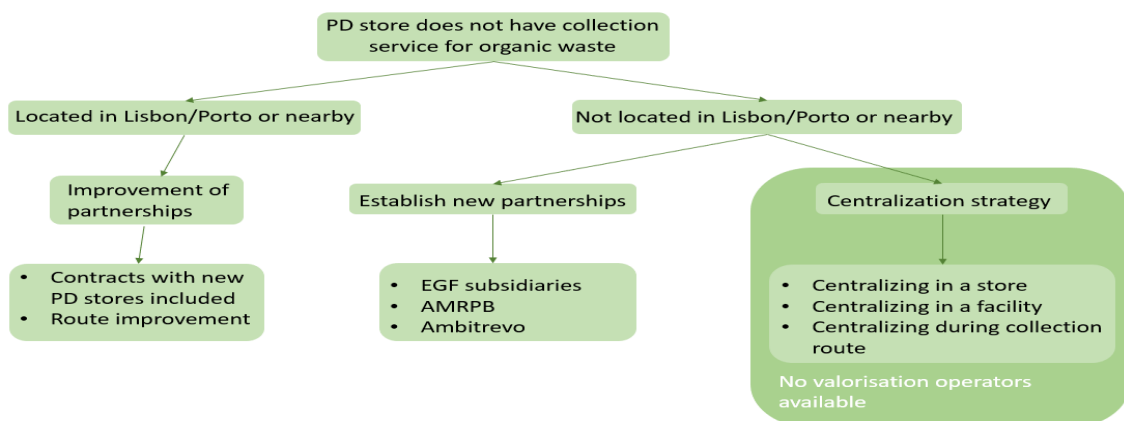 PD store does not have collection
service for organic waste
Located in Lisbon/Porto or nearby
Not located in Lisbon/Porto or nearby
Improvement of
partnerships
Establish new partnerships
Centralization strategy
• Contracts with new
PD stores included
• Route improvement
• EGF subsidiaries
• AMRPB
• Ambitrevo
• Centralizing in a store
• Centralizing in a facility
• Centralizing during collection
route
No valorisation operators
available